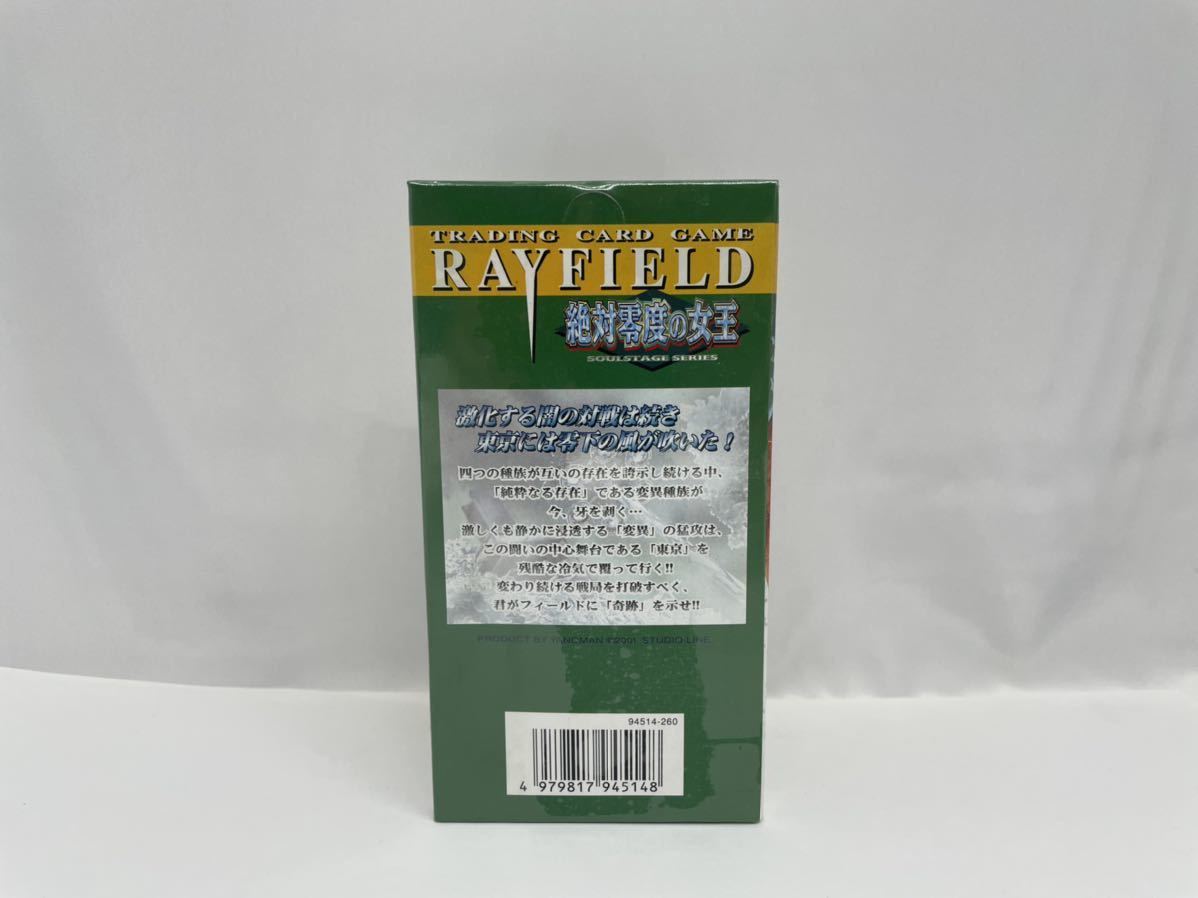 TRADING CARD GAME
RAYFIELD
絶対零度の女王
SOULSTAGE SERIES
激化する闇の対戦は続き
東京には零下の風が吹いた！
四つの種族が互いの存在を誇示し続ける中、
「純粋なる存在」である変異種族が
今、牙を剥く…
激しくも静かに浸透する「変異」の猛攻は、
この闘いの中心舞台である「東京」を
残酷な冷気で覆って行く!!
変わり続ける戦局を打破すべく、
君がフィールドに「奇跡」を示せ!!
PRODUCT BY YANOMAN ©2001 STUDIO-LINE
94514-260
4 979817 945148